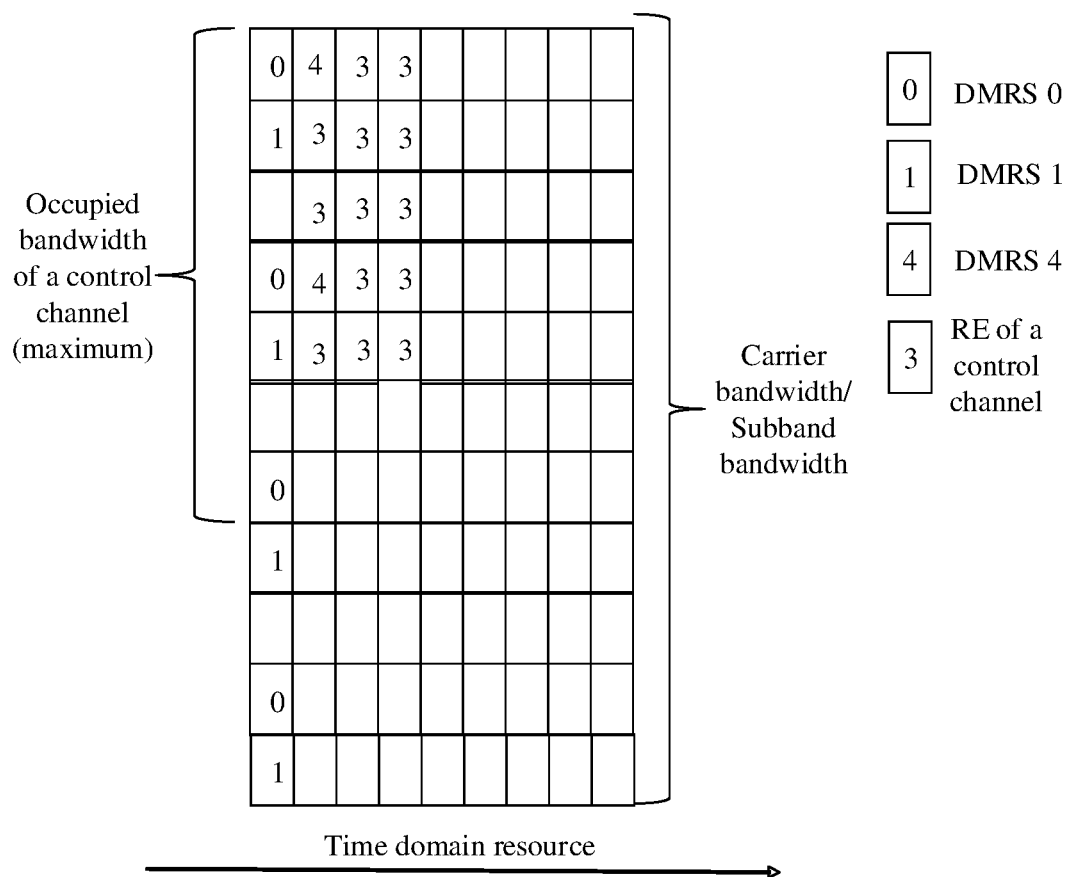 Occupied
bandwidth
of a control
channel
(maximum)
0 4 3 3
1 3 3 3
3 3 3
0 4 3 3
1 3 3 3
0
1
0
1
Carrier
bandwidth/
Subband
bandwidth
0 DMRS 0
1 DMRS 1
4 DMRS 4
3
RE of a
control
channel
Time domain resource